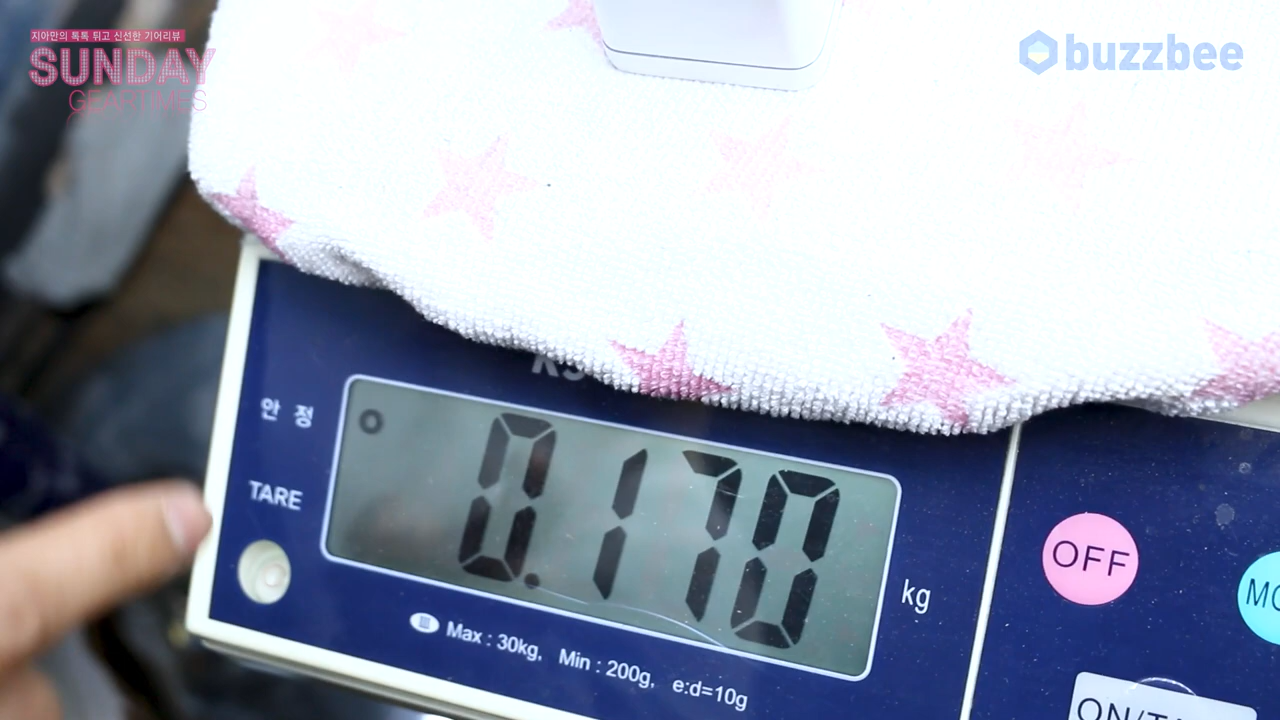 지아만의 톡톡 튀고 신선한 기어리뷰
SUNDAY
GEARTIMES
buzzbee
안 정
TARE
0.170
kg
Max : 30kg, Min : 200g, e:d=10g
OFF